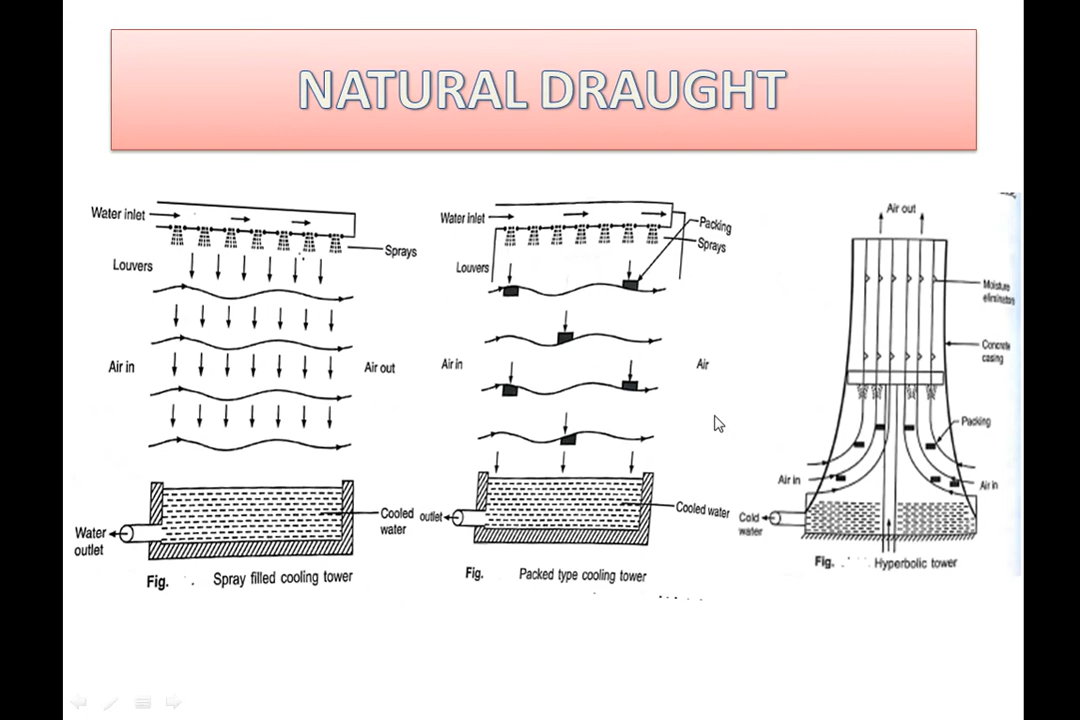 NATURAL DRAUGHT
Water inlet
Sprays
Louvers
Air in
Air out
Cooled
water
Water
outlet
Fig.
Spray filled cooling tower
Water inlet
Packing
Sprays
Louvers
Air in
Air
Cooled water
outlet
Fig.
Packed type cooling tower
Air out
Moisture
eliminators
Concrete
casing
Packing
Air in
Air in
Cold
water
Fig.
Hyperbolic tower